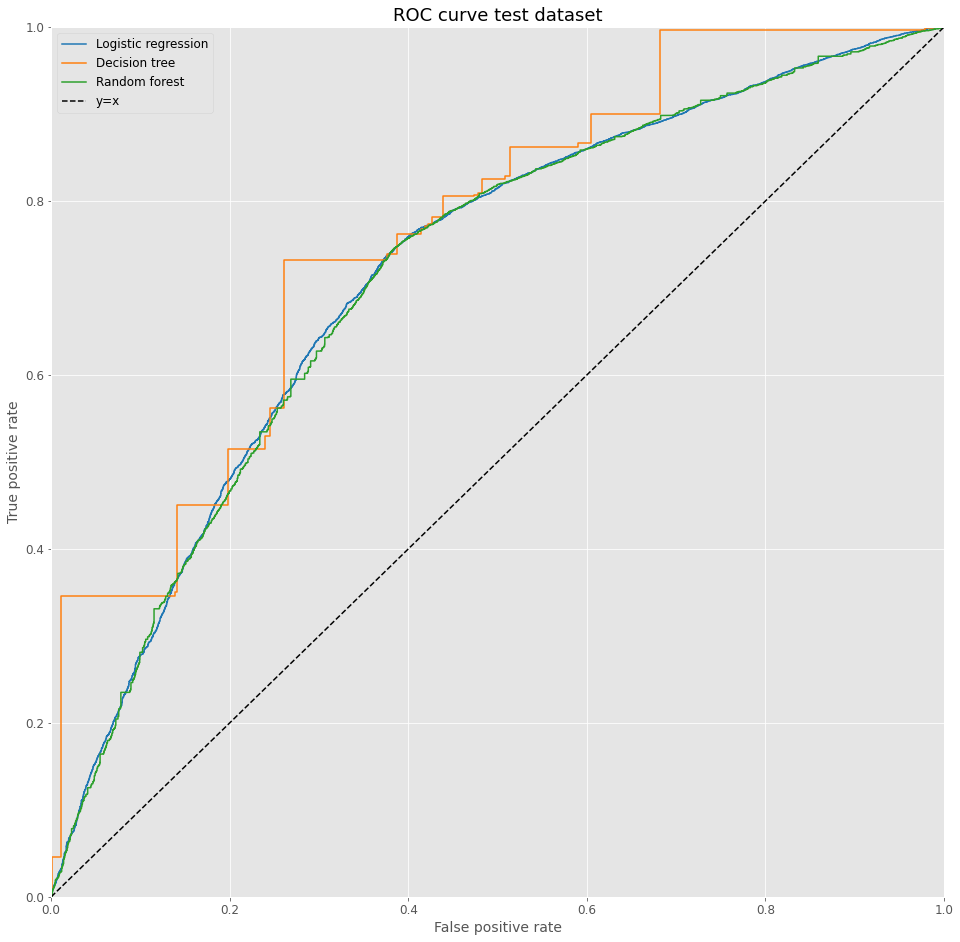 ROC curve test dataset
Logistic regression
Decision tree
Random forest
y=x
True positive rate
1.0
0.8
0.6
0.4
0.2
0.0
0.0 0.2 0.4 0.6 0.8 1.0
False positive rate